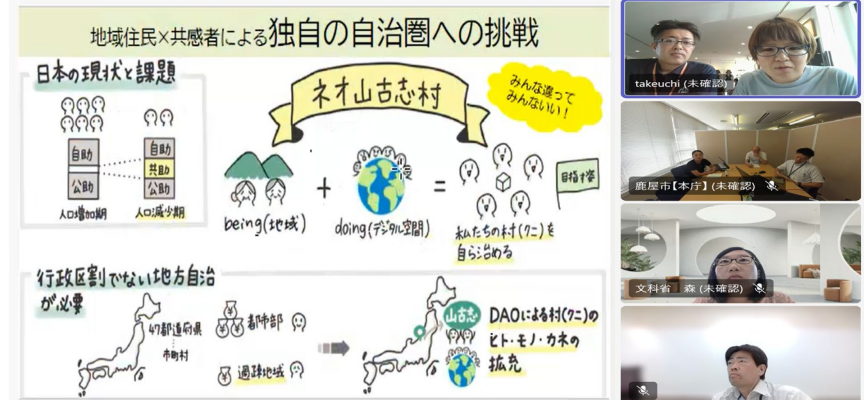 地域住民×共感者による独自の自治圏への挑戦
日本の現状と課題
自助
公助
人口増加期
自助
共助
公助
人口減少期
ネオ山古志村
みんな違って
みんないい！
being(地域)
+
doing(デジタル空間)
=
目指す姿
私たちの村(クニ)を
自ら治める
行政区割でない地方自治
が必要
47都道府県
市町村
¥
都市部
¥
過疎地域
山古志
DAOによる村(クニ)の
ヒト・モノ・カネの
拡充
takeuchi (未確認)
鹿屋市【本庁】(未確認)
文科省 森 (未確認)